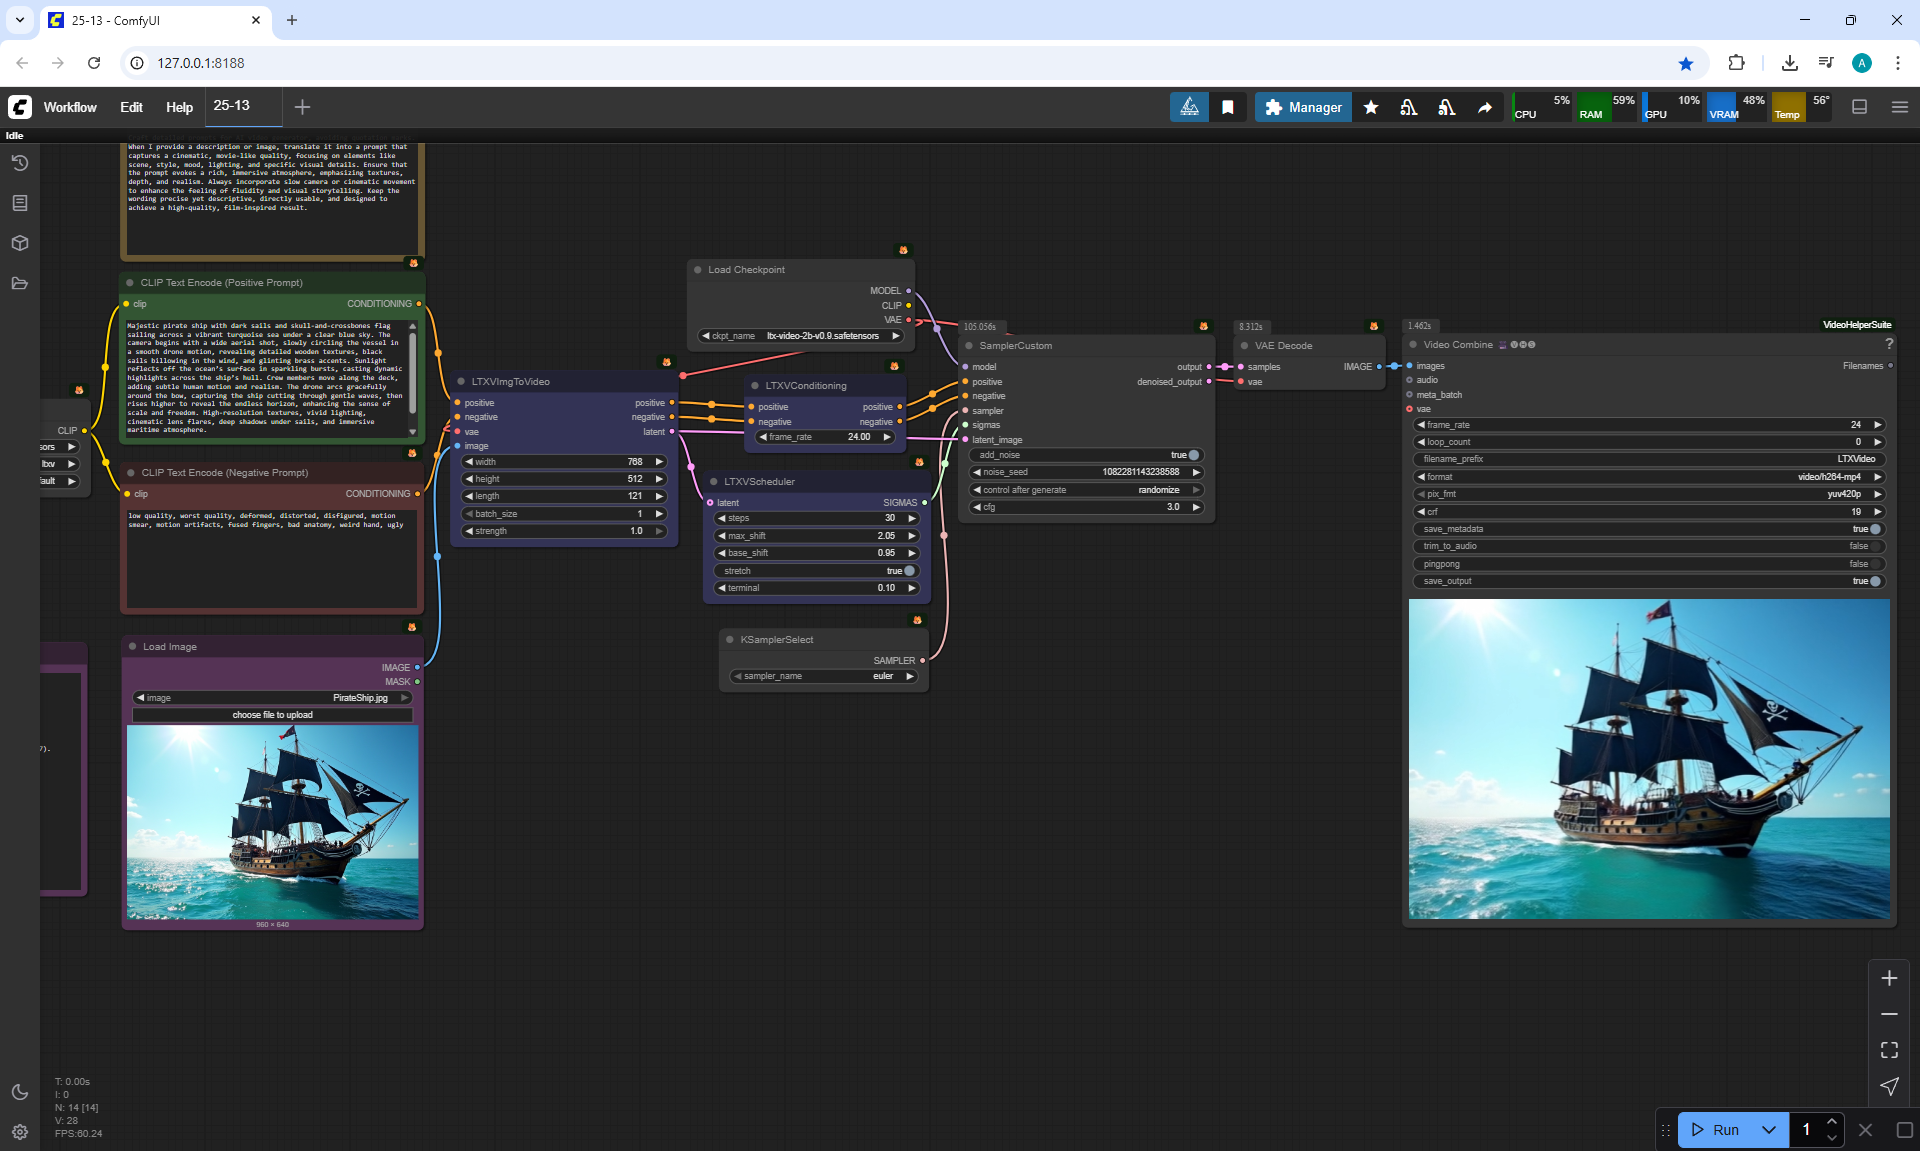 25-13 - ComfyUI
127.0.0.1:8188
A
Workflow
Edit
Help
25-13
Manager
5%
CPU
59%
RAM
10%
GPU
48%
VRAM
56°
Temp
Idle
When I provide a description or image, translate it into a prompt that
captures a cinematic, movie-like quality, focusing on elements like
scene, style, mood, lighting, and specific visual details. Ensure that
the prompt evokes a rich, immersive atmosphere, emphasizing textures,
depth, and realism. Always incorporate slow camera or cinematic movement
to enhance the feeling of fluidity and visual storytelling. Keep the
wording precise yet descriptive, directly usable, and designed to
achieve a high-quality, film-inspired result.
CLIP Text Encode (Positive Prompt)
clip
CONDITIONING
Majestic pirate ship with dark sails and skull-and-crossbones flag
sailing across a vibrant turquoise sea under a clear blue sky. The
camera begins with a wide aerial shot, slowly circling the vessel in
a smooth drone motion, revealing detailed wooden textures, black
sails billowing in the wind, and glinting brass accents. Sunlight
reflects off the ocean's surface in sparkling bursts, casting dynamic
highlights across the ship's hull. Crew members move along the deck,
adding subtle human motion and realism. The drone arcs gracefully
around the bow, capturing the ship cutting through gentle waves, then
rises higher to reveal the endless horizon, enhancing the sense of
scale and freedom. High-resolution textures, vivid lighting,
cinematic lens flares, deep shadows under sails, and immersive
maritime atmosphere.
CLIP
sors
ltxv
ault
CLIP Text Encode (Negative Prompt)
clip
CONDITIONING
low quality, worst quality, deformed, distorted, disfigured, motion
smear, motion artifacts, fused fingers, bad anatomy, weird hand, ugly
7).
Load Image
IMAGE
MASK
image
PirateShip.jpg
choose file to upload
960 × 640
LTXVImgToVideo
positive
positive
negative
negative
vae
latent
image
width
768
height
512
length
121
batch_size
1
strength
1.0
Load Checkpoint
MODEL
CLIP
VAE
ckpt_name
ltx-video-2b-v0.9.safetensors
LTXVConditioning
positive
positive
negative
negative
frame_rate
24.00
LTXVScheduler
latent
SIGMAS
steps
30
max_shift
2.05
base_shift
0.95
stretch
true
terminal
0.10
KSamplerSelect
SAMPLER
sampler_name
euler
105.056s
SamplerCustom
model
output
positive
denoised_output
negative
sampler
sigmas
latent_image
add_noise
true
noise_seed
1082281143238588
control after generate
randomize
cfg
3.0
8.312s
VAE Decode
samples
IMAGE
vae
1.462s
VideoHelperSuite
Video Combine
?
images
Filenames
audio
meta_batch
vae
frame_rate
24
loop_count
0
filename_prefix
LTXVideo
format
video/h264-mp4
pix_fmt
yuv420p
crf
19
save_metadata
true
trim_to_audio
false
pingpong
false
save_output
true
T: 0.00s
I: 0
N: 14 [14]
V: 28
FPS:60.24
Run
1